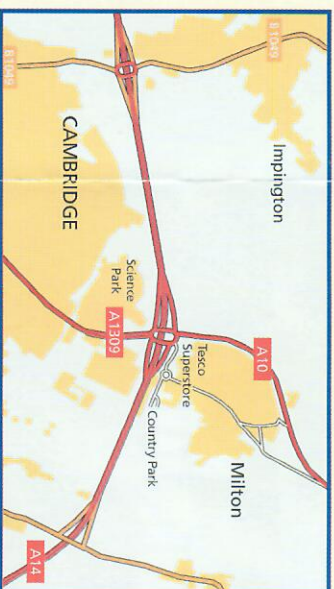 B1049
Impington
A10
Milton
Tesco
Superstore
Country Park
Science
Park
CAMBRIDGE
A1309
B1049
A14